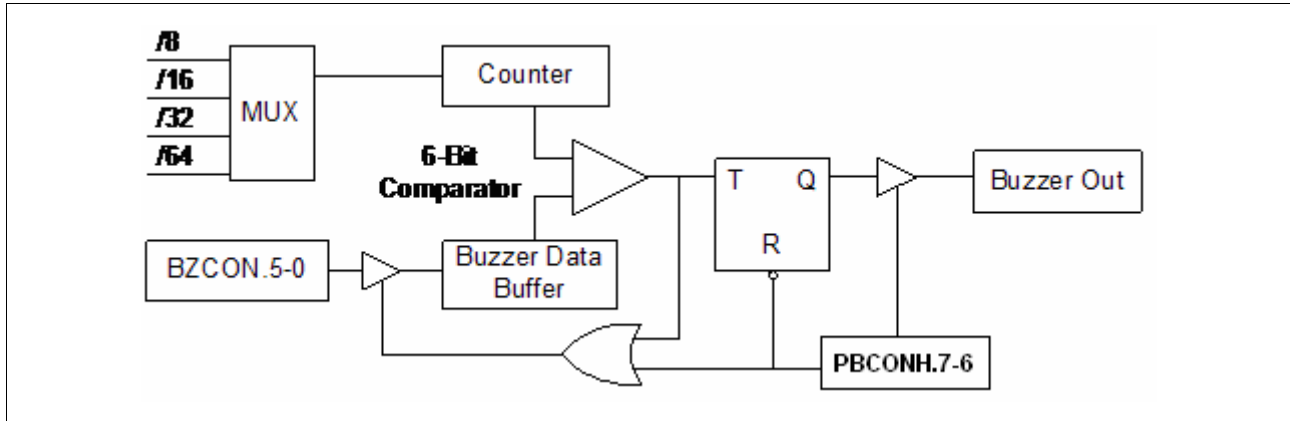 /8
/16
/32
/64
MUX
Counter
6-Bit
Comparator
T
Q
R
Buzzer Out
BZCON.5-0
Buzzer Data
Buffer
PBCONH.7-6